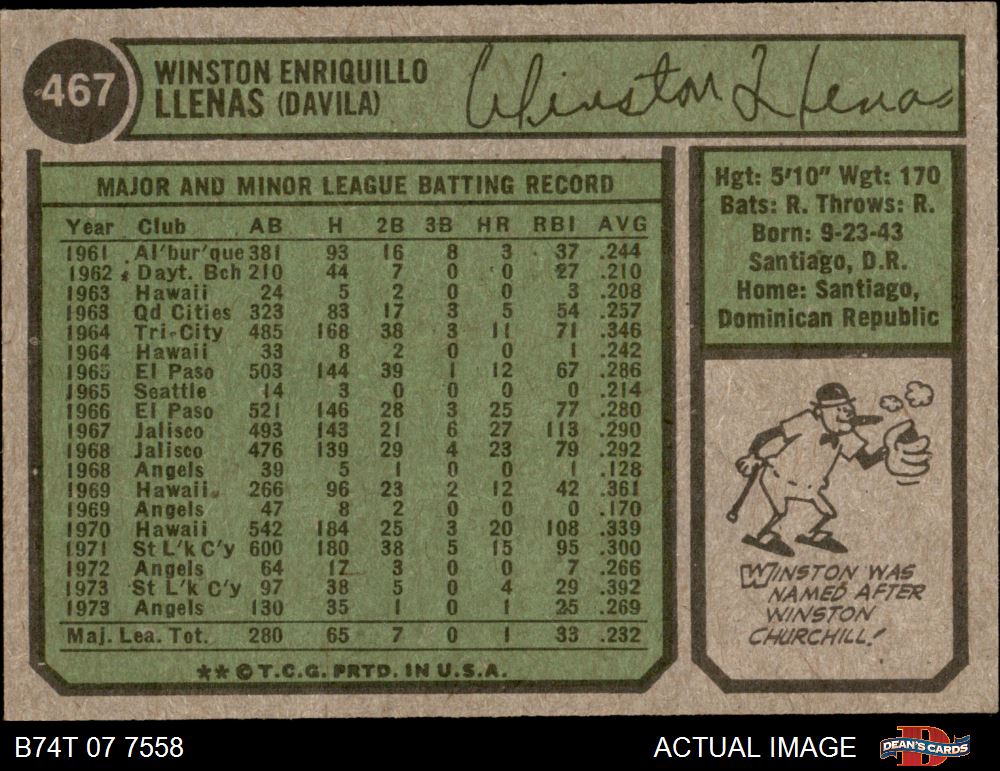 467
WINSTON ENRIQUILLO
LLENAS (DAVILA)
Winston Llenas
MAJOR AND MINOR LEAGUE BATTING RECORD
Year Club AB H 2B 3B HR RBI AVG
1961 Al'bur'que 381 93 16 8 3 37 .244
1962 Dayt. Bch 210 44 7 0 0 27 .210
1963 Hawaii 24 5 2 0 0 3 .208
1963 Qd Cities 323 83 17 3 5 54 .257
1964 Tri-City 485 168 38 3 11 71 .346
1964 Hawaii 33 8 2 0 0 1 .242
1965 El Paso 503 144 39 1 12 67 .286
1965 Seattle 14 3 0 0 0 0 .214
1966 El Paso 521 146 28 3 25 77 .280
1967 Jalisco 493 143 21 6 27 113 .290
1968 Jalisco 476 139 29 4 23 79 .292
1968 Angels 39 5 1 0 0 1 .128
1969 Hawaii 266 96 23 2 12 42 .361
1969 Angels 47 8 2 0 0 0 .170
1970 Hawaii 542 184 25 3 20 108 .339
1971 St L'k C'y 600 180 38 5 15 95 .300
1972 Angels 64 17 3 0 0 7 .266
1973 St L'k C'y 97 38 5 0 4 29 .392
1973 Angels 130 35 1 0 1 25 .269
Maj. Lea. Tot. 280 65 7 0 1 33 .232
** © T.C.G. PRTD. IN U.S.A.
Hgt: 5'10" Wgt: 170
Bats: R. Throws: R.
Born: 9-23-43
Santiago, D.R.
Home: Santiago,
Dominican Republic
WINSTON WAS
NAMED AFTER
WINSTON
CHURCHILL!
B74T 07 7558
ACTUAL IMAGE
DEAN'S CARDS